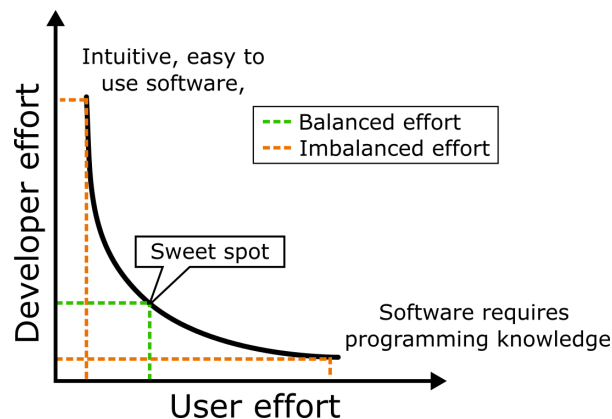 Intuitive, easy to
use software,
Balanced effort
Imbalanced effort
Developer effort
Sweet spot
Software requires
programming knowledge
User effort